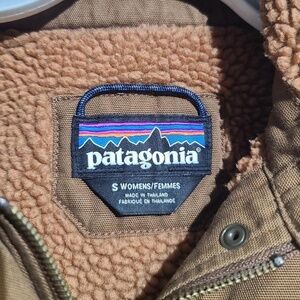 patagonia®
S WOMENS/FEMMES
MADE IN THAILAND
FABRIQUÉ EN THAÏLANDE